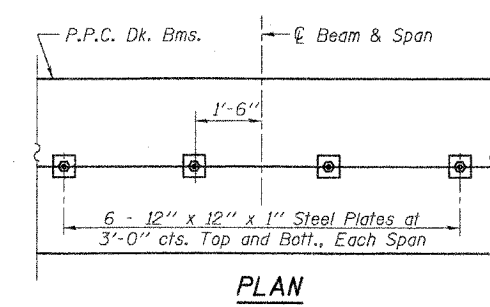 P.P.C. Dk. Bms.
℄ Beam & Span
1'-6"
6 - 12" x 12" x 1" Steel Plates at
3'-0" cts. Top and Bott., Each Span
PLAN